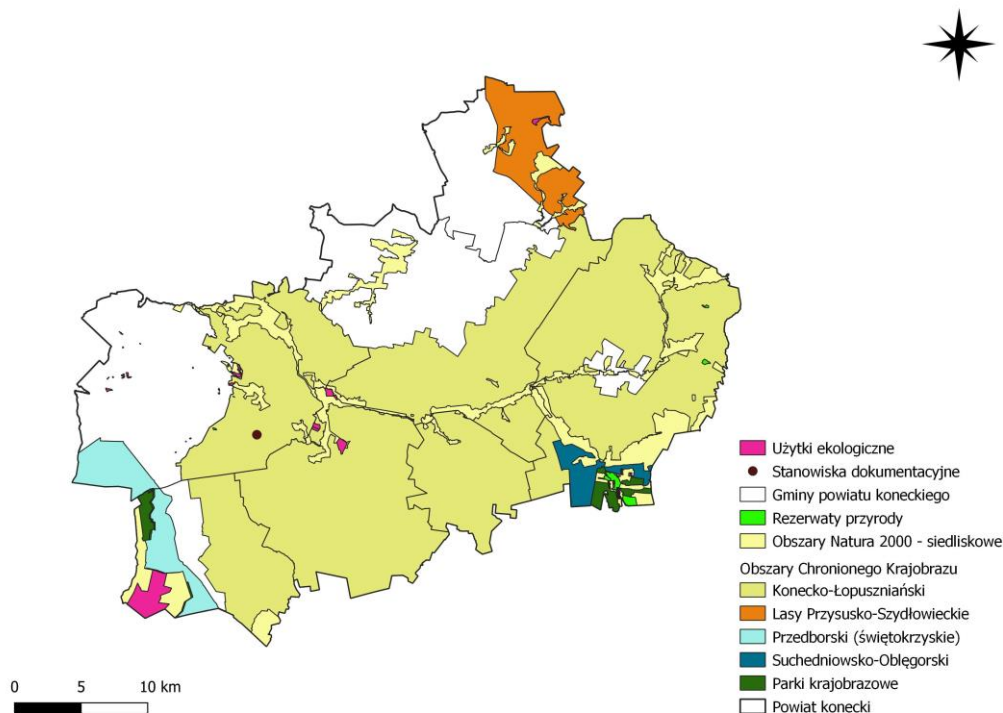 Użytki ekologiczne
Stanowiska dokumentacyjne
Gminy powiatu koneckiego
Rezerwaty przyrody
Obszary Natura 2000 - siedliskowe
Obszary Chronionego Krajobrazu
Konecko-Łopuszniański
Lasy Przysusko-Szydłowieckie
Przedborski (świętokrzyskie)
Suchedniowsko-Oblęgorski
Parki krajobrazowe
Powiat konecki
0 5 10 km